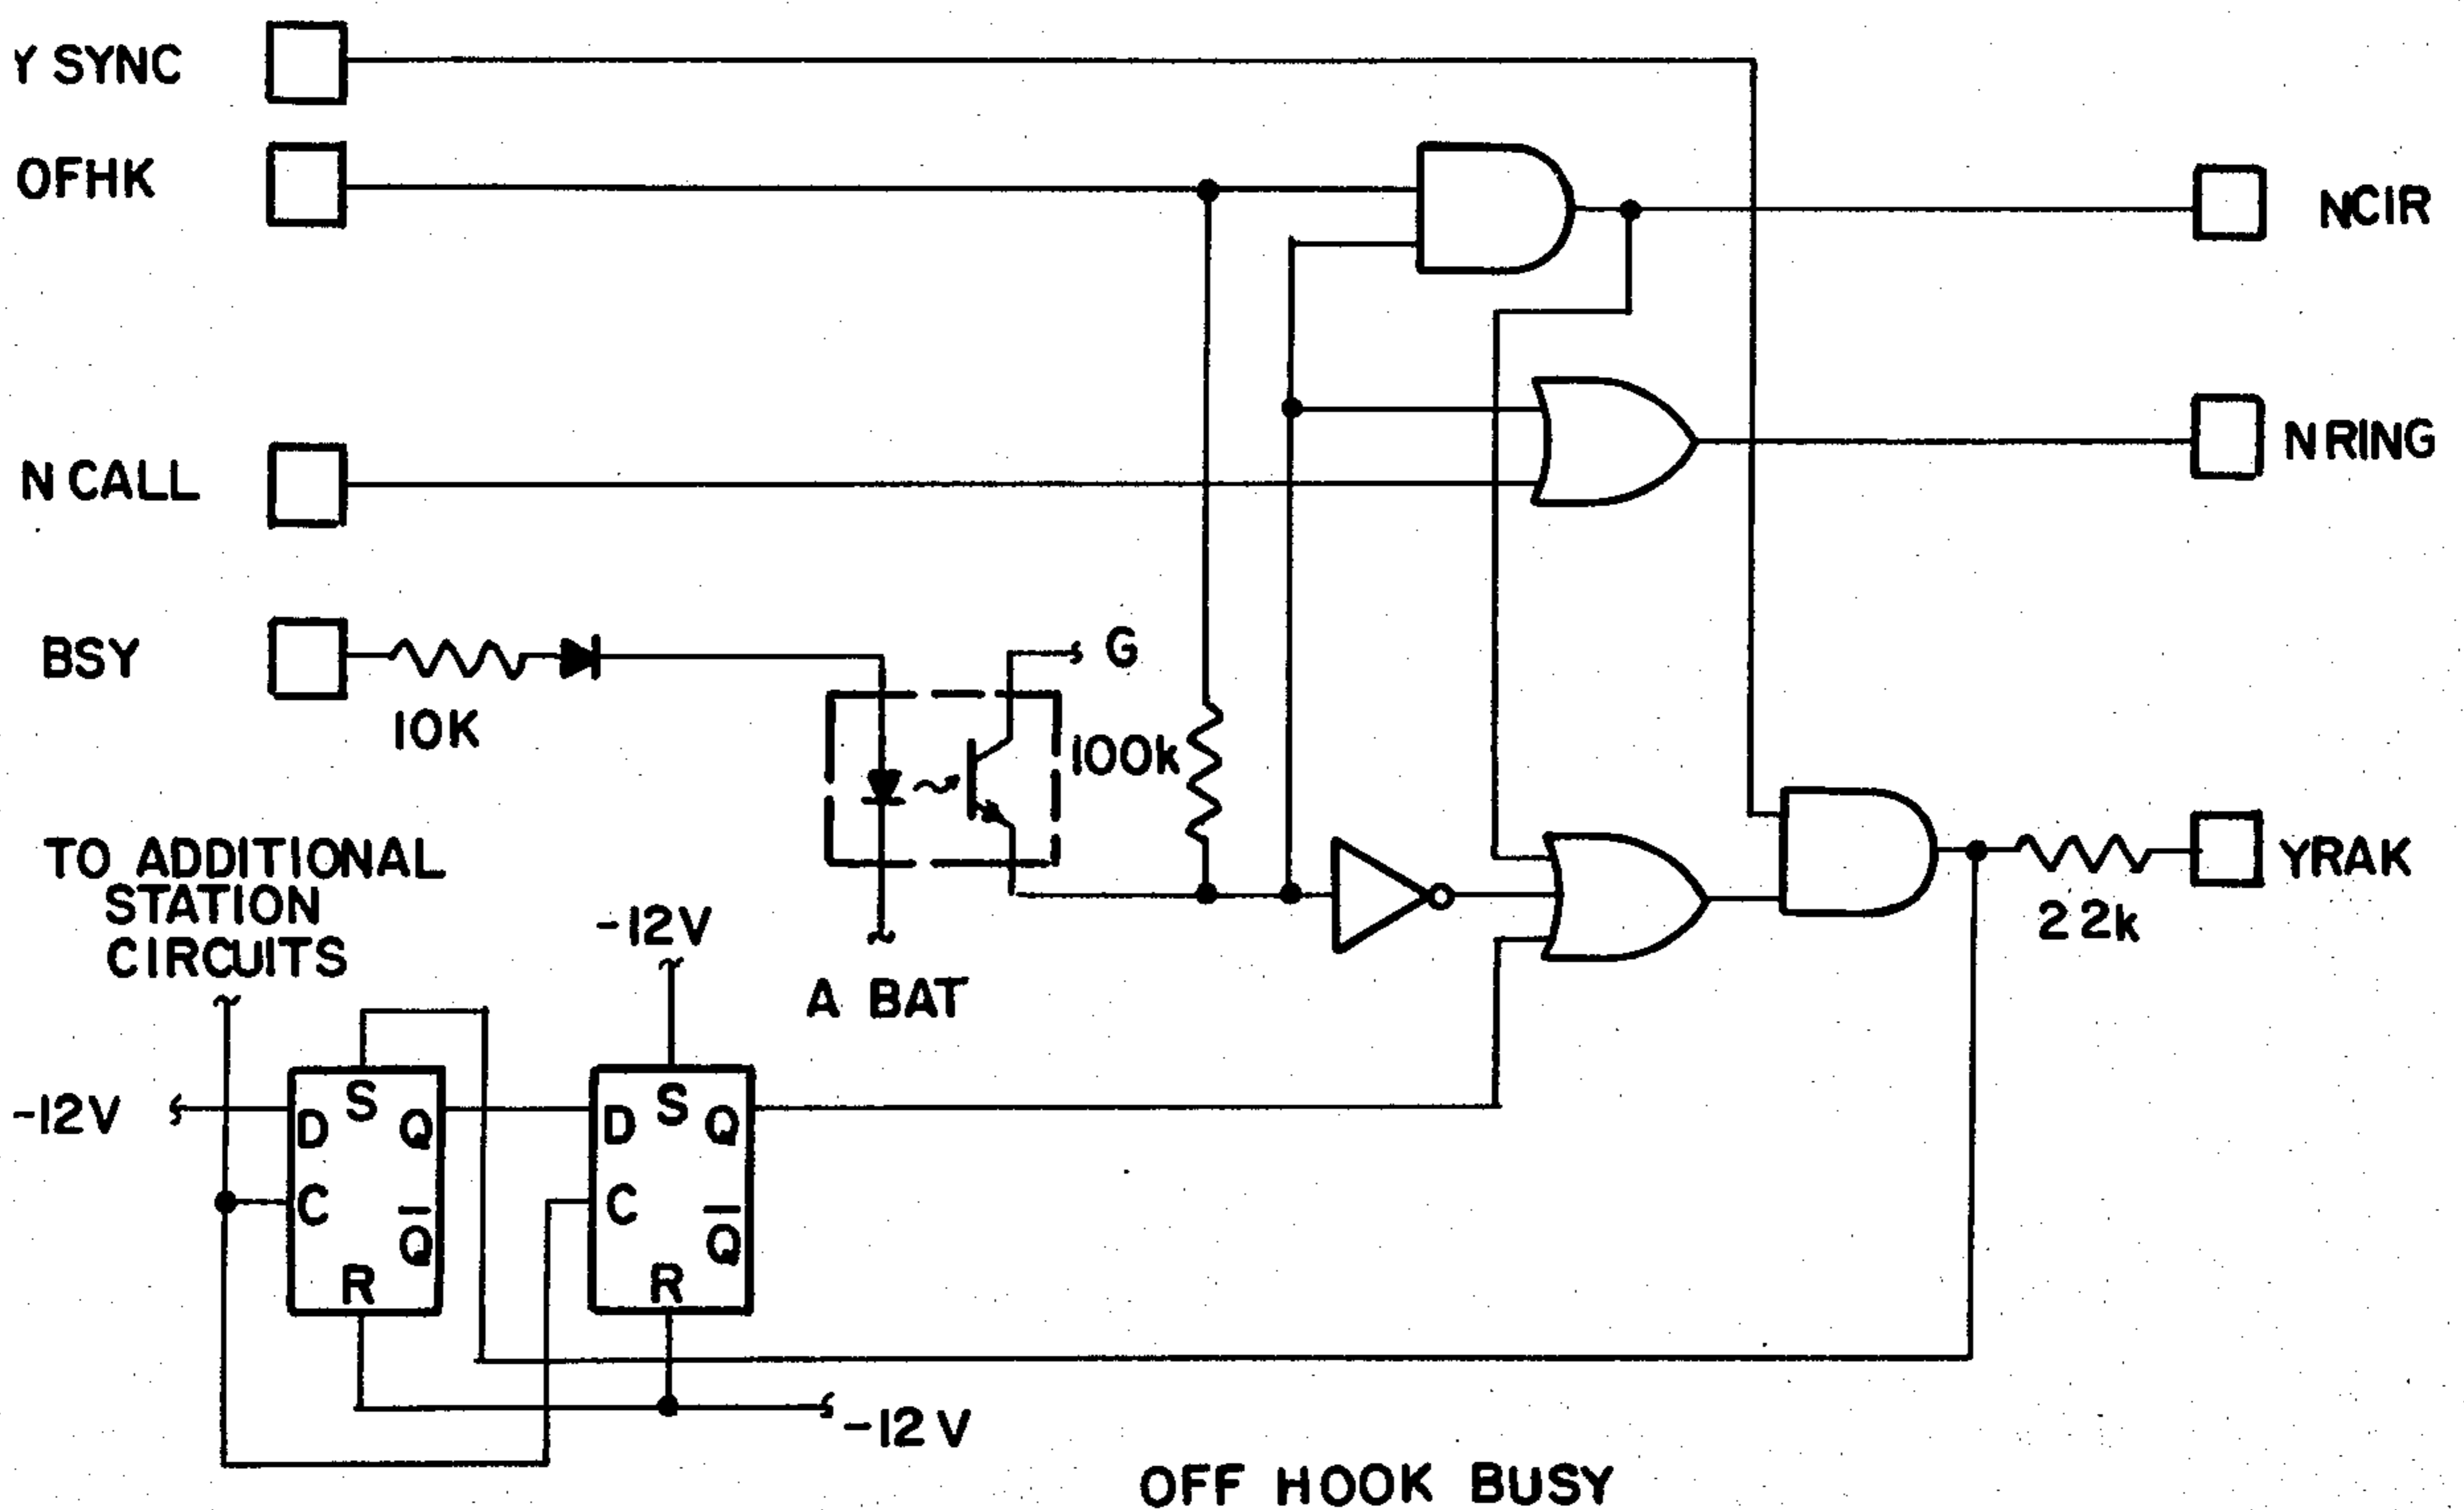 Y SYNC
OFHK
NCIR
N CALL
N RING
BSY
10K
G
100k
TO ADDITIONAL
STATION
CIRCUITS
-12V
A BAT
YRAK
22k
-12V
D S Q
C
Q
R
D S Q
C
Q
R
-12V
OFF HOOK BUSY